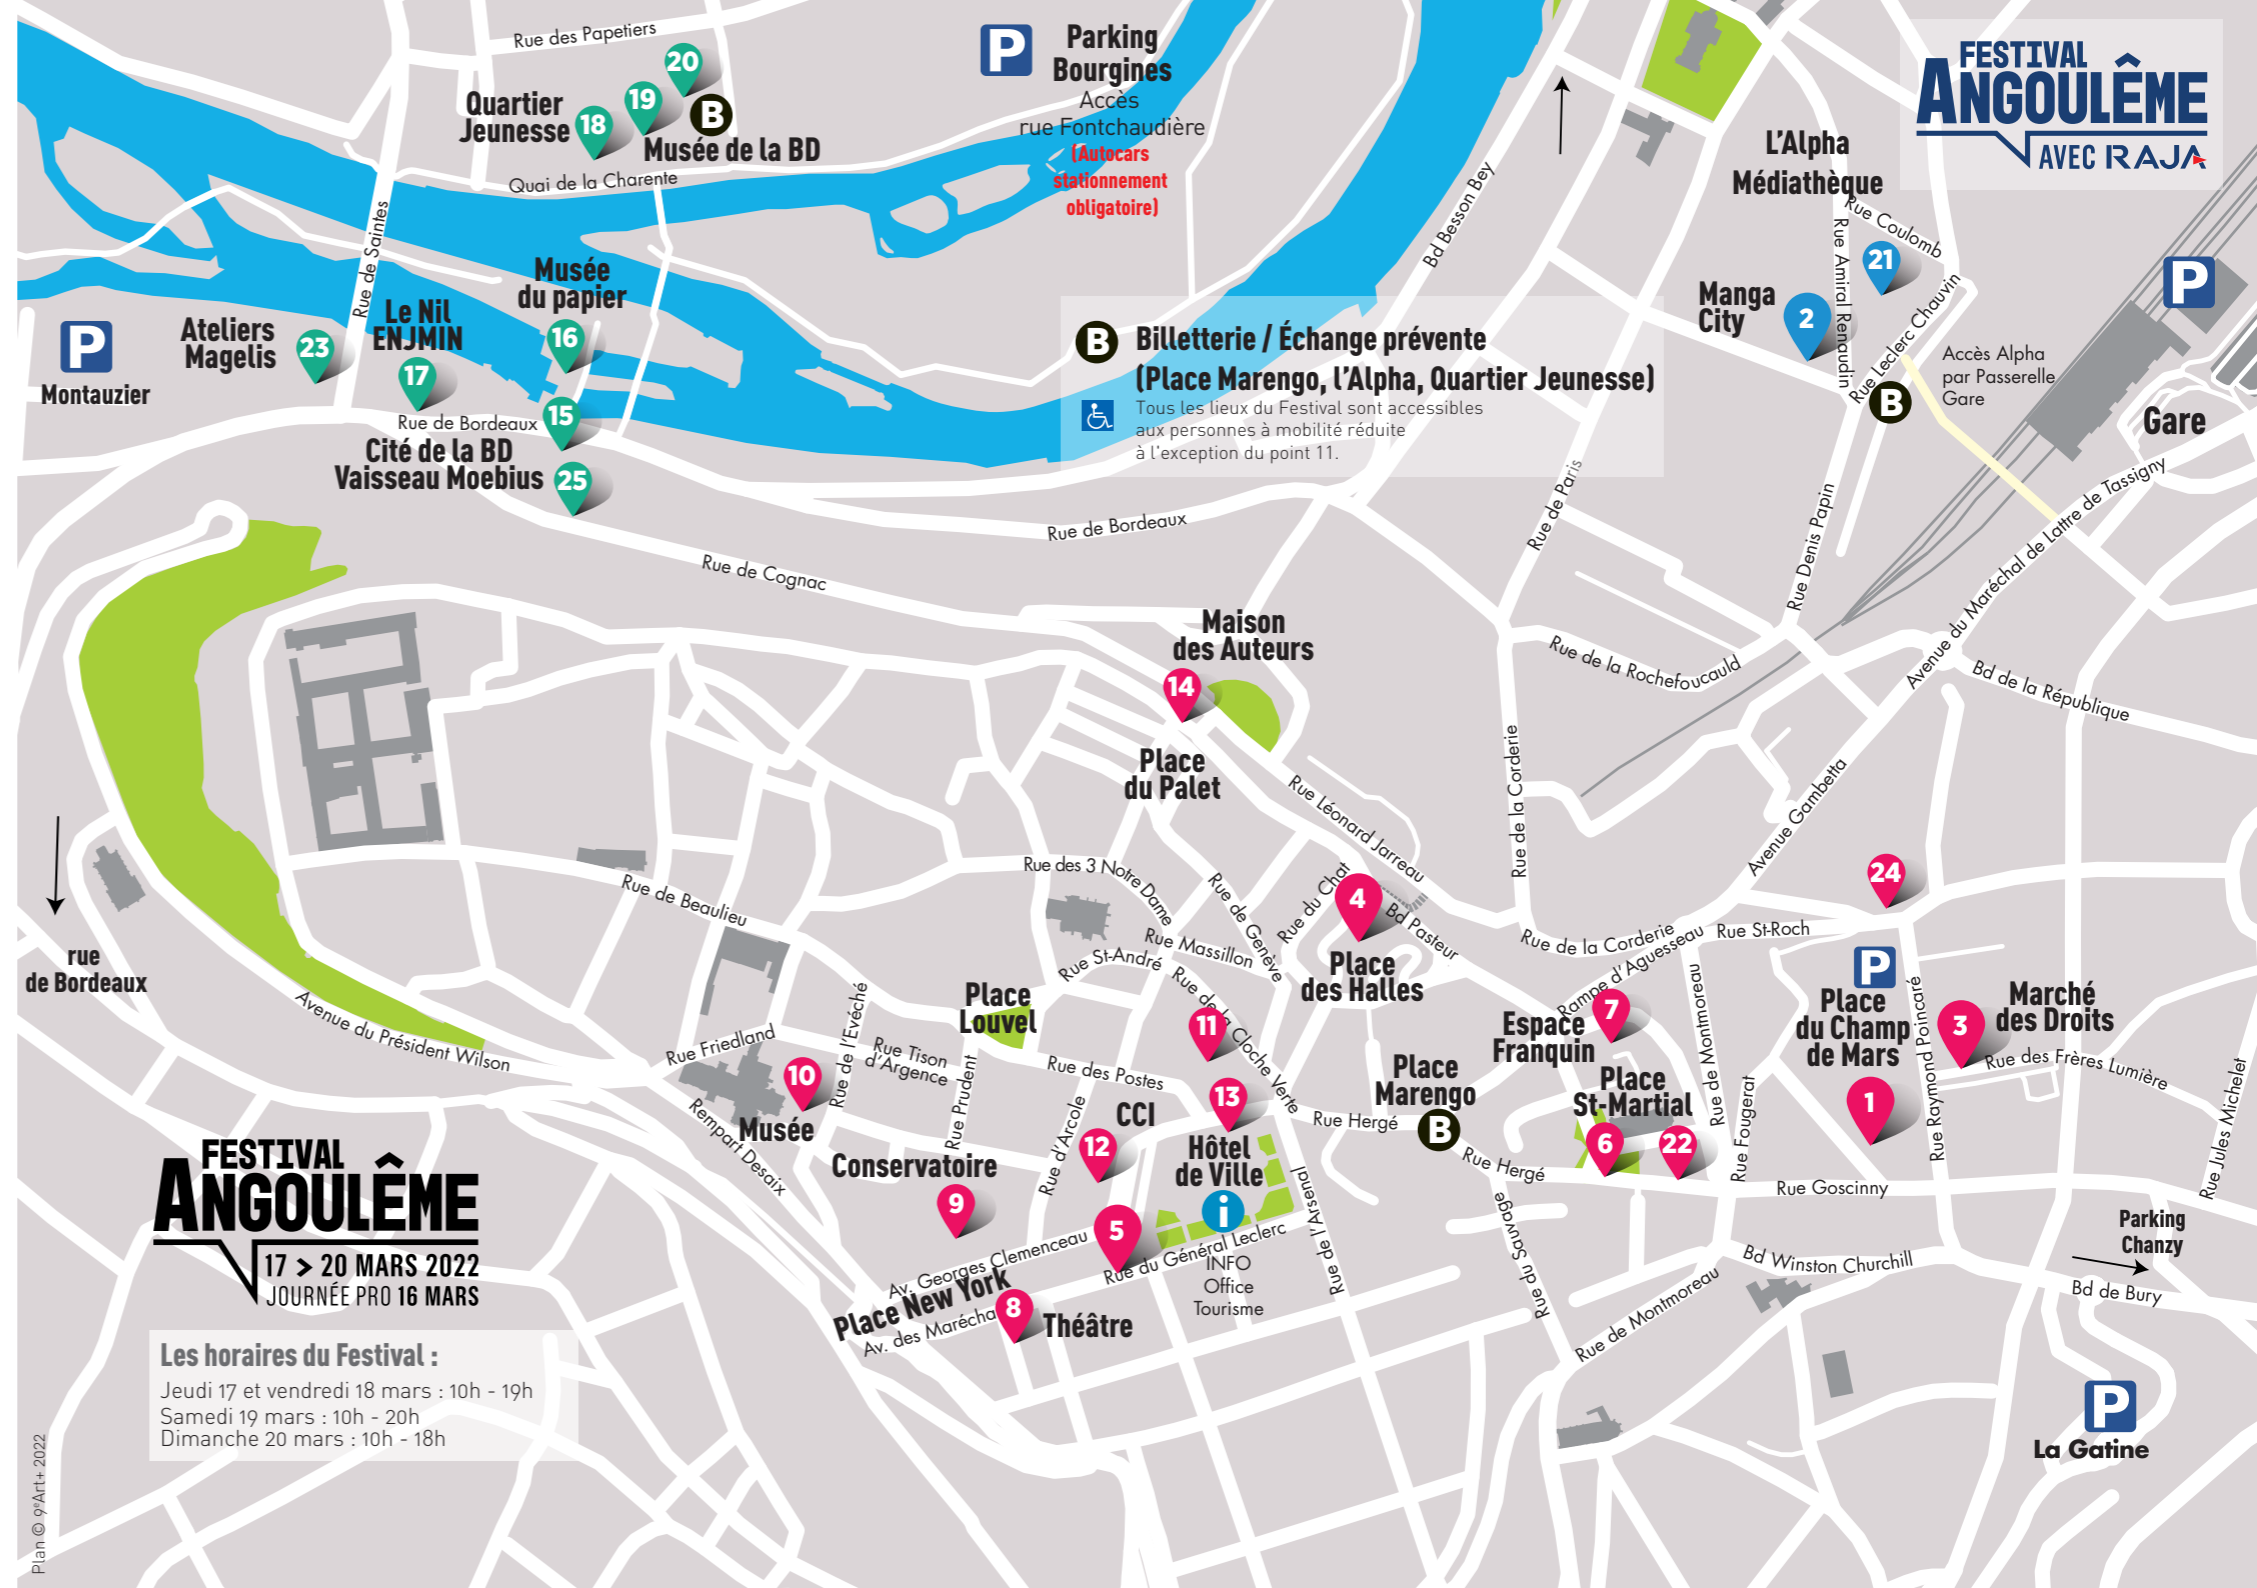 Rue des Papetiers
20
19
18
B
Quartier
Jeunesse
Musée de la BD
Quai de la Charente
P
Parking
Bourgines
Accès
rue Fontchaudière
(Autocars
stationnement
obligatoire)
FESTIVAL
ANGOULÊME
AVEC RAJA
L'Alpha
Médiathèque
Rue Coulomb
Rue Amiral Renaudin
21
Manga
City
2
Rue Leclerc Chauvin
B
Accès Alpha
par Passerelle
Gare
P
Gare
Bd Besson Bey
Rue de Saintes
P
Montauzier
Ateliers
Magelis
23
Le Nil
ENJMIN
17
Musée
du papier
16
Rue de Bordeaux
15
Cité de la BD
Vaisseau Moebius
25
B
Billetterie / Échange prévente
(Place Marengo, l'Alpha, Quartier Jeunesse)
Tous les lieux du Festival sont accessibles
aux personnes à mobilité réduite
à l'exception du point 11.
Rue de Bordeaux
Rue de Cognac
Rue de Paris
Rue Denis Papin
Avenue du Maréchal de Lattre de Tassigny
Rue de la Rochefoucauld
Bd de la République
Maison
des Auteurs
14
Place
du Palet
Rue Léonard Jarreau
Rue de la Corderie
Avenue Gambetta
Rue de Beaulieu
Rue des 3 Notre Dame
Rue de Genève
Rue du Chat
4
Bd Pasteur
Place
des Halles
24
Rue de la Corderie
Rampe d'Aguesseau
Rue St-Roch
rue
de Bordeaux
Avenue du Président Wilson
Rue Massillon
Rue St-André
Rue de la Cloche Verte
11
Place
Louvel
Rue Friedland
Rue de l'Evéché
Rue Tison
d'Argence
10
Musée
Rempart Desaix
Rue Prudent
Rue des Postes
Rue d'Arcole
CCI
12
13
Hôtel
de Ville
Rue Hergé
Place
Marengo
B
Espace
Franquin
7
Place
St-Martial
6
22
Rue de Montmoreau
Rue Fougerat
P
Place
du Champ
de Mars
1
Rue Raymond Poincaré
3
Marché
des Droits
Rue des Frères Lumière
Rue Jules Michelet
Rue Hergé
Rue Goscinny
Conservatoire
9
5
Av. Georges Clemenceau
Place New York
Av. des Marécha
8
Théâtre
Rue du Général Leclerc
i
INFO
Office
Tourisme
Rue de l'Arsenal
Rue du Sauvage
Rue de Montmoreau
Bd Winston Churchill
Parking
Chanzy
Bd de Bury
P
La Gatine
FESTIVAL
ANGOULÊME
17 > 20 MARS 2022
JOURNÉE PRO 16 MARS
Les horaires du Festival :
Jeudi 17 et vendredi 18 mars : 10h - 19h
Samedi 19 mars : 10h - 20h
Dimanche 20 mars : 10h - 18h
Plan © 9eArt+ 2022